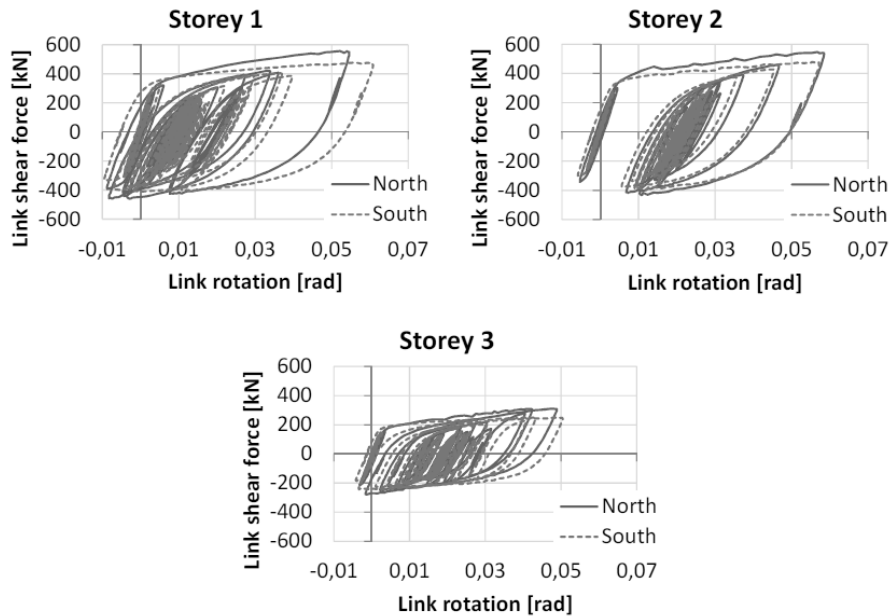 Storey 1
Link shear force [kN]
600
400
200
0
-200
-400
-600
North
South
-0,01 0,01 0,03 0,05 0,07
Link rotation [rad]
Storey 2
Link shear force [kN]
600
400
200
0
-200
-400
-600
North
South
-0,01 0,01 0,03 0,05 0,07
Link rotation [rad]
Storey 3
Link shear force [kN]
600
400
200
0
-200
-400
-600
North
South
-0,01 0,01 0,03 0,05 0,07
Link rotation [rad]